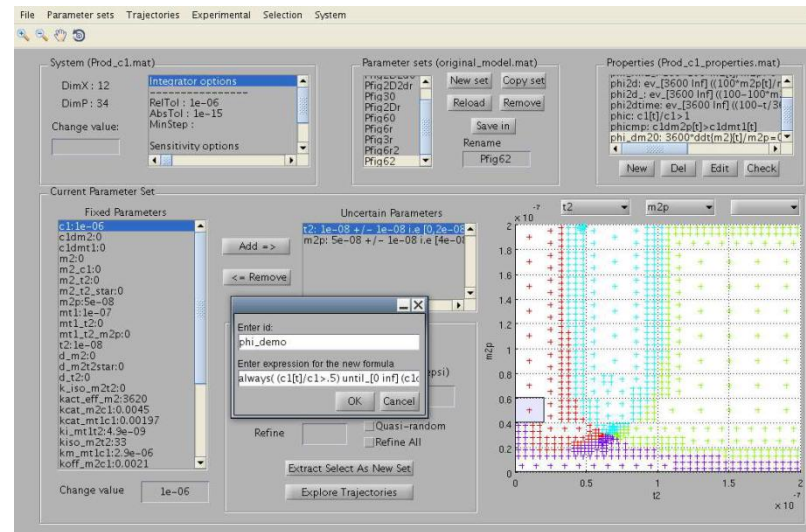 File Parameter sets Trajectories Experimental Selection System
System (Prod_c1.mat)
DimX : 12
DimP : 34
Change value:
Integrator options
----------------
RelTol : 1e-06
AbsTol : 1e-15
MinStep :
Sensitivity options
Parameter sets (original_model.mat)
Pfig2D2dr
Pfig30
Pfig2Dr
Pfig60
Pfig6r
Pfig3r
Pfig6r2
Pfig62
New set
Copy set
Reload
Remove
Save in
Rename
Pfig62
Properties (Prod_c1_properties.mat)
phi2d: ev_[3600 Inf] ((100*m2p[t]/r
phi2d_: ev_[3600 Inf] ((100-100*m
phi2dtime: ev_[3600 Inf] ((100-t/36
phic: c1[t]/c1>1
phicmp: c1dm2p[t]>c1dmt1[t]
phi_dm20: 3600*ddt{m2}[t]/m2p=0
New
Del
Edit
Check
Current Parameter Set
Fixed Parameters
c1:1e-06
c1dm2:0
c1dmt1:0
m2:0
m2_c1:0
m2_t2:0
m2_t2_star:0
m2p:5e-08
mt1:1e-07
mt1_t2:0
mt1_t2_m2p:0
t2:1e-08
d_m2:0
d_m2t2star:0
d_t2:0
k_iso_m2t2:0
kact_eff_m2:3620
kcat_m2c1:0.0045
kcat_mt1c1:0.00197
ki_mt1t2:4.9e-09
kiso_m2t2:33
km_mt1c1:2.9e-06
koff_m2c1:0.0021
Change value
1e-06
Add =>
<= Remove
Uncertain Parameters
t2: 1e-08 +/- 1e-08 i.e [0,2e-08
m2p: 5e-08 +/- 1e-08 i.e [4e-08
Enter id:
phi_demo
Enter expression for the new formula
always( (c1[t]/c1>.5) until_[0 inf] (c1d
OK
Cancel
epsi)
Refine
Quasi-random
Refine All
Extract Select As New Set
Explore Trajectories
t2
m2p
x 10
-7
2
1.8
1.6
1.4
1.2
1
0.8
0.6
0.4
0.2
0
m2p
0
0.5
1
1.5
2
t2
-7
x 10